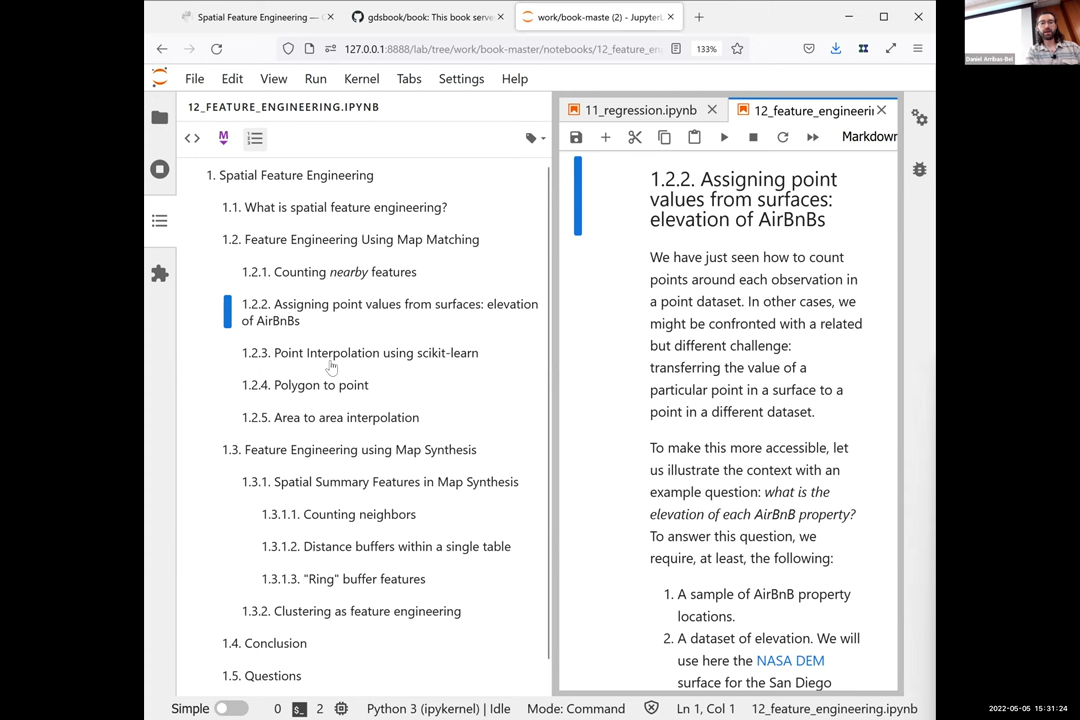 Spatial Feature Engineering — C
gdsbook/book: This book serve
work/book-maste (2) - JupyterL
127.0.0.1:8888/lab/tree/work/book-master/notebooks/12_feature_en
133%
File Edit View Run Kernel Tabs Settings Help
12_FEATURE_ENGINEERING.IPYNB
1. Spatial Feature Engineering
1.1. What is spatial feature engineering?
1.2. Feature Engineering Using Map Matching
1.2.1. Counting nearby features
1.2.2. Assigning point values from surfaces: elevation
of AirBnBs
1.2.3. Point Interpolation using scikit-learn
1.2.4. Polygon to point
1.2.5. Area to area interpolation
1.3. Feature Engineering using Map Synthesis
1.3.1. Spatial Summary Features in Map Synthesis
1.3.1.1. Counting neighbors
1.3.1.2. Distance buffers within a single table
1.3.1.3. "Ring" buffer features
1.3.2. Clustering as feature engineering
1.4. Conclusion
1.5. Questions
11_regression.ipynb
12_feature_engineeri
Markdown
1.2.2. Assigning point
values from surfaces:
elevation of AirBnBs
We have just seen how to count
points around each observation in
a point dataset. In other cases, we
might be confronted with a related
but different challenge:
transferring the value of a
particular point in a surface to a
point in a different dataset.
To make this more accessible, let
us illustrate the context with an
example question: what is the
elevation of each AirBnB property?
To answer this question, we
require, at least, the following:
1. A sample of AirBnB property
locations.
2. A dataset of elevation. We will
use here the NASA DEM
surface for the San Diego
Simple 0 $_ 2 Python 3 (ipykernel) | Idle Mode: Command Ln 1, Col 1 12_feature_engineering.ipynb
Daniel Arribas-Bel
2022-05-05 15:31:24